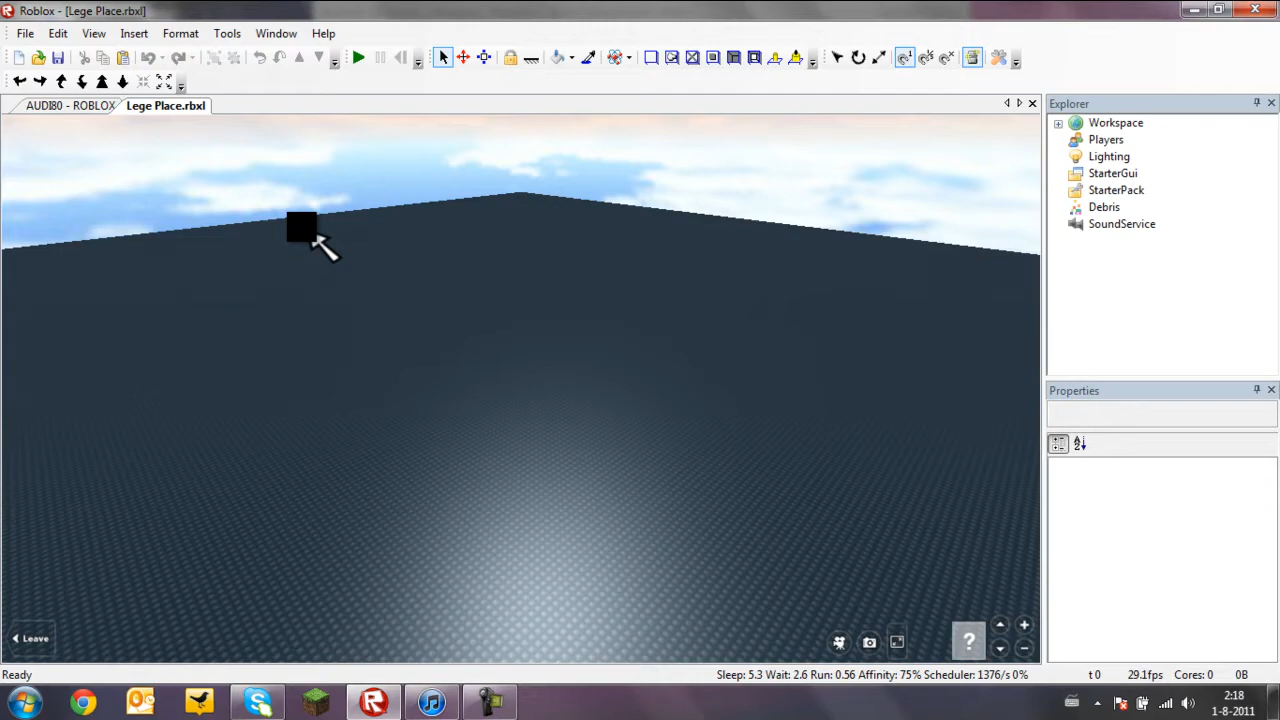 Roblox - [Lege Place.rbxl]
File Edit View Insert Format Tools Window Help
AUDI80 - ROBLOX Lege Place.rbxl
Explorer
Workspace
Players
Lighting
StarterGui
StarterPack
Debris
SoundService
Properties
Leave
?
Ready
Sleep: 5.3 Wait: 2.6 Run: 0.56 Affinity: 75% Scheduler: 1376/s 0%
t 0 29.1fps Cores: 0 0B
2:18
1-8-2011